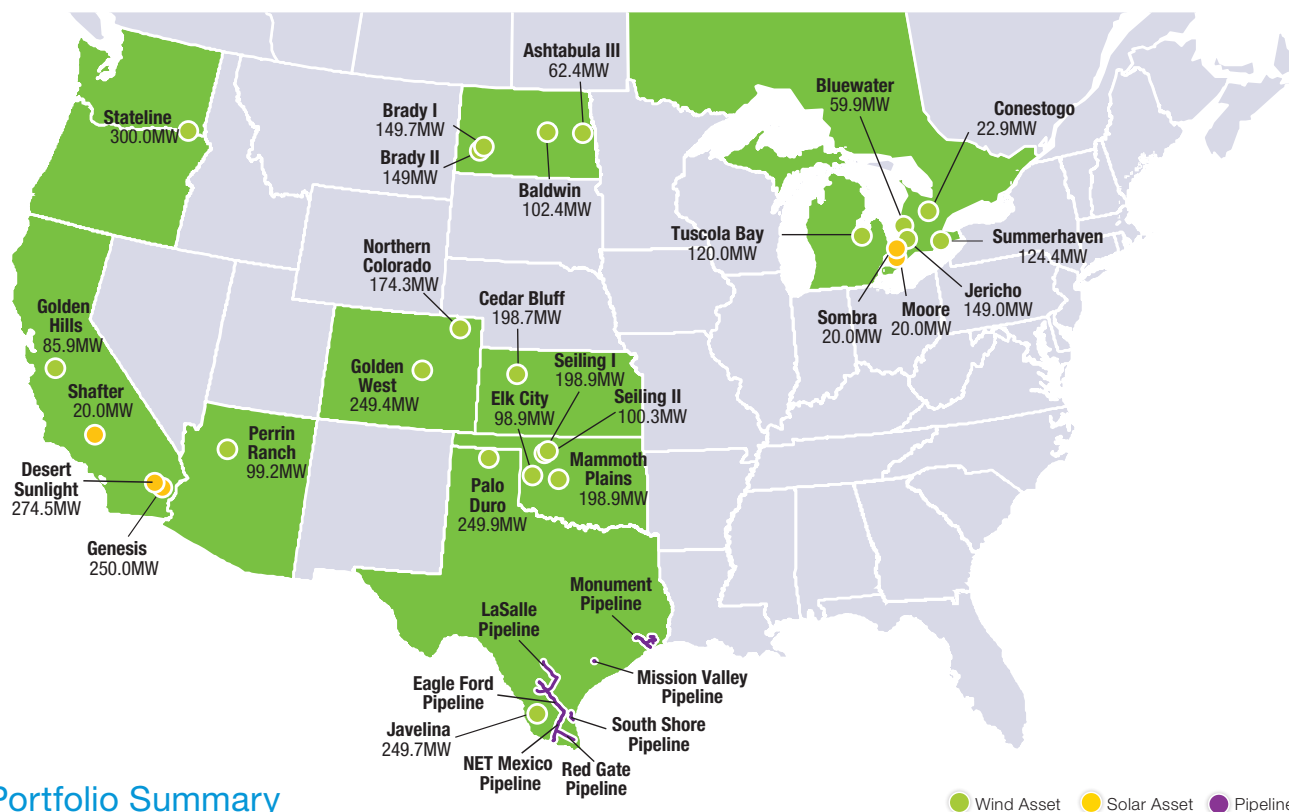 Ashtabula III
62.4MW
Bluewater
59.9MW
Conestogo
22.9MW
Stateline
300.0MW
Brady I
149.7MW
Brady II
149MW
Baldwin
102.4MW
Tuscola Bay
120.0MW
Summerhaven
124.4MW
Jericho
149.0MW
Moore
20.0MW
Sombra
20.0MW
Northern
Colorado
174.3MW
Cedar Bluff
198.7MW
Golden
Hills
85.9MW
Shafter
20.0MW
Golden
West
249.4MW
Seiling I
198.9MW
Elk City
98.9MW
Seiling II
100.3MW
Perrin
Ranch
99.2MW
Mammoth
Plains
198.9MW
Desert
Sunlight
274.5MW
Palo
Duro
249.9MW
Genesis
250.0MW
Monument
Pipeline
LaSalle
Pipeline
Mission Valley
Pipeline
Eagle Ford
Pipeline
South Shore
Pipeline
Javelina
249.7MW
NET Mexico
Pipeline
Red Gate
Pipeline
Portfolio Summary
Wind Asset
Solar Asset
Pipeline